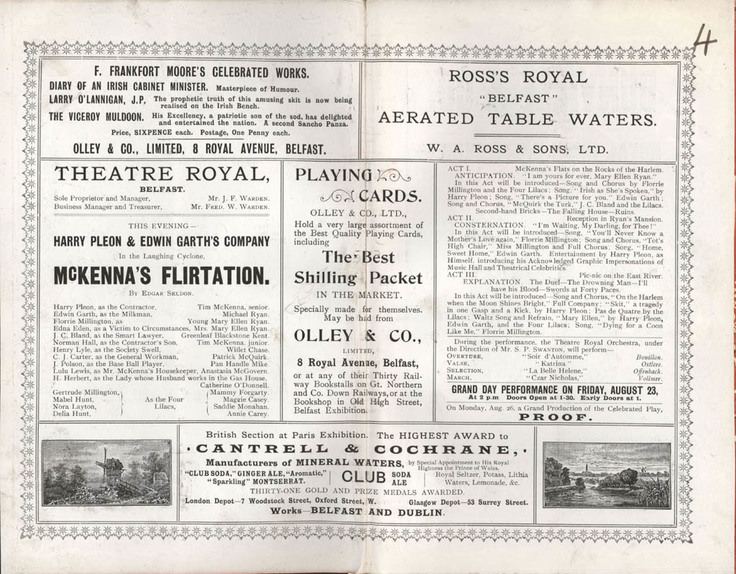 4
F. FRANKFORT MOORE'S CELEBRATED WORKS.
DIARY OF AN IRISH CABINET MINISTER. Masterpiece of Humour.
LARRY O'LANNIGAN, J.P. The prophetic truth of this amusing skit is now being
realised on the Irish Bench.
THE VICEROY MULDOON. His Excellency, a patriotic son of the sod, has delighted
and entertained the nation. A second Sancho Panza.
Price, SIXPENCE each. Postage, One Penny each.
OLLEY & CO., LIMITED, 8 ROYAL AVENUE, BELFAST.
ROSS'S ROYAL
"BELFAST"
AERATED TABLE WATERS.
W. A. ROSS & SONS, LTD.
THEATRE ROYAL,
BELFAST.
Sole Proprietor and Manager, Mr. J. F. WARDEN.
Business Manager and Treasurer, Mr. FRED. W. WARDEN.
THIS EVENING—
HARRY PLEON & EDWIN GARTH'S COMPANY
In the Laughing Cyclone,
McKENNA'S FLIRTATION.
BY EDGAR SELDON.
Harry Pleon, as the Contractor, Tim McKenna, senior.
Edwin Garth, as the Milkman, Michael Ryan.
Florrie Millington, as Young Mary Ellen Ryan.
Edna Eden, as a Victim to Circumstances, Mrs. Mary Ellen Ryan.
J. C. Bland, as the Smart Lawyer, Greenleaf Blackstone Kent.
Norman Hall, as the Contractor's Son, Tim McKenna, junior.
Henry Lyle, as the Society Swell, Willet Chase.
C. J. Carter, as the General Workman, Patrick McQuirk.
J. Poison, as the Base Ball Player, Pan Handle Mike
Lulu Lewis, as Mr. McKenna's Housekeeper, Anastasia McGovern.
H. Herbert, as the Lady whose Husband works in the Gas House.
Catherine O'Donnell.
Gertrude Millington, Mammy Forgarty.
Mabel Hunt, As the Four Maggie Casey
Nora Layton, Lilacs, Saddie Monahan.
Delia Hunt, Annie Carey.
PLAYING
CARDS.
OLLEY & CO., LTD.,
Hold a very large assortment of
the Best Quality Playing Cards,
including
The Best
Shilling Packet
IN THE MARKET.
Specially made for themselves.
May be had from
OLLEY & CO.,
LIMITED,
8 Royal Avenue, Belfast,
or at any of their Thirty Rail-
way Bookstalls on Gt. Northern
and Co. Down Railways, or at the
Bookshop in Old High Street,
Belfast Exhibition.
ACT I. McKenna's Flats on the Rocks of the Harlem.
ANTICIPATION. "I am yours for ever, Mary Ellen Ryan."
In this Act will be introduced—Song and Chorus by Florrie
Millington and the Four Lilacs; Song, "Irish as She's Spoken," by
Harry Pleon; Song, "There's a Picture for you," Edwin Garth;
Song and Chorus, "McQuirk the Turk," J. C. Bland and the Lilacs.
Second-hand Bricks—The Falling House—Ruins.
ACT II. Reception in Ryan's Mansion.
CONSTERNATION. "I'm Waiting, My Darling, for Thee!"
In this Act will be introduced—Song, "You'll Never Know a
Mother's Love again," Florrie Millington; Song and Chorus, "Tot's
High Chair," Miss Millington and Full Chorus. Song, "Home,
Sweet Home," Edwin Garth. Entertainment by Harry Pleon, as
Himself, introducing his Acknowledged Graphic Impersonations of
Music Hall and Theatrical Celebrities
ACT III Pic-nic on the East River.
EXPLANATION. The Duel—The Drowning Man—I'll
have his Blood—Swords at Forty Paces.
In this Act will be introduced—Song and Chorus, "On the Harlem
when the Moon shines Bright," Full Company; "Skit," a tragedy
in one Gasp and a Kick, by Harry Pleon; Pas de Quatre by the
Lilacs; Waltz Song and Refrain, "Mary Ellen," by Harry Pleon,
Edwin Garth, and the Four Lilacs; Song, "Dying for a Coon
Like Me," Florrie Millington.
During the performance, the Theatre Royal Orchestra, under
the Direction of Mr. S. P. SWANTON, will perform—
OVERTURE, "Soir d'Automne," Bouillon.
VALSE, "Katrina" Ostlere.
SELECTION, "La Belle Helene," Offenbach.
MARCH, "Czar Nicholas," Vollmer.
GRAND DAY PERFORMANCE ON FRIDAY, AUGUST 23,
At 2 p.m Doors Open at 1-30. Early Doors at 1.
On Monday, Aug. 26, a Grand Production of the Celebrated Play,
PROOF.
British Section at Paris Exhibition. The HIGHEST AWARD to
CANTRELL & COCHRANE,
Manufacturers of MINERAL WATERS, by Special Appointment to His Royal
Highness the Prince of Wales.
"CLUB SODA," GINGER ALE, "Aromatic," CLUB SODA Royal Seltzer, Potass, Lithia
"Sparkling" MONTSERRAT. ALE Waters, Lemonade, &c.
THIRTY-ONE GOLD AND PRIZE MEDALS AWARDED.
London Depot—7 Woodstock Street, Oxford Street, W. Glasgow Depot—53 Surrey Street.
Works—BELFAST AND DUBLIN.